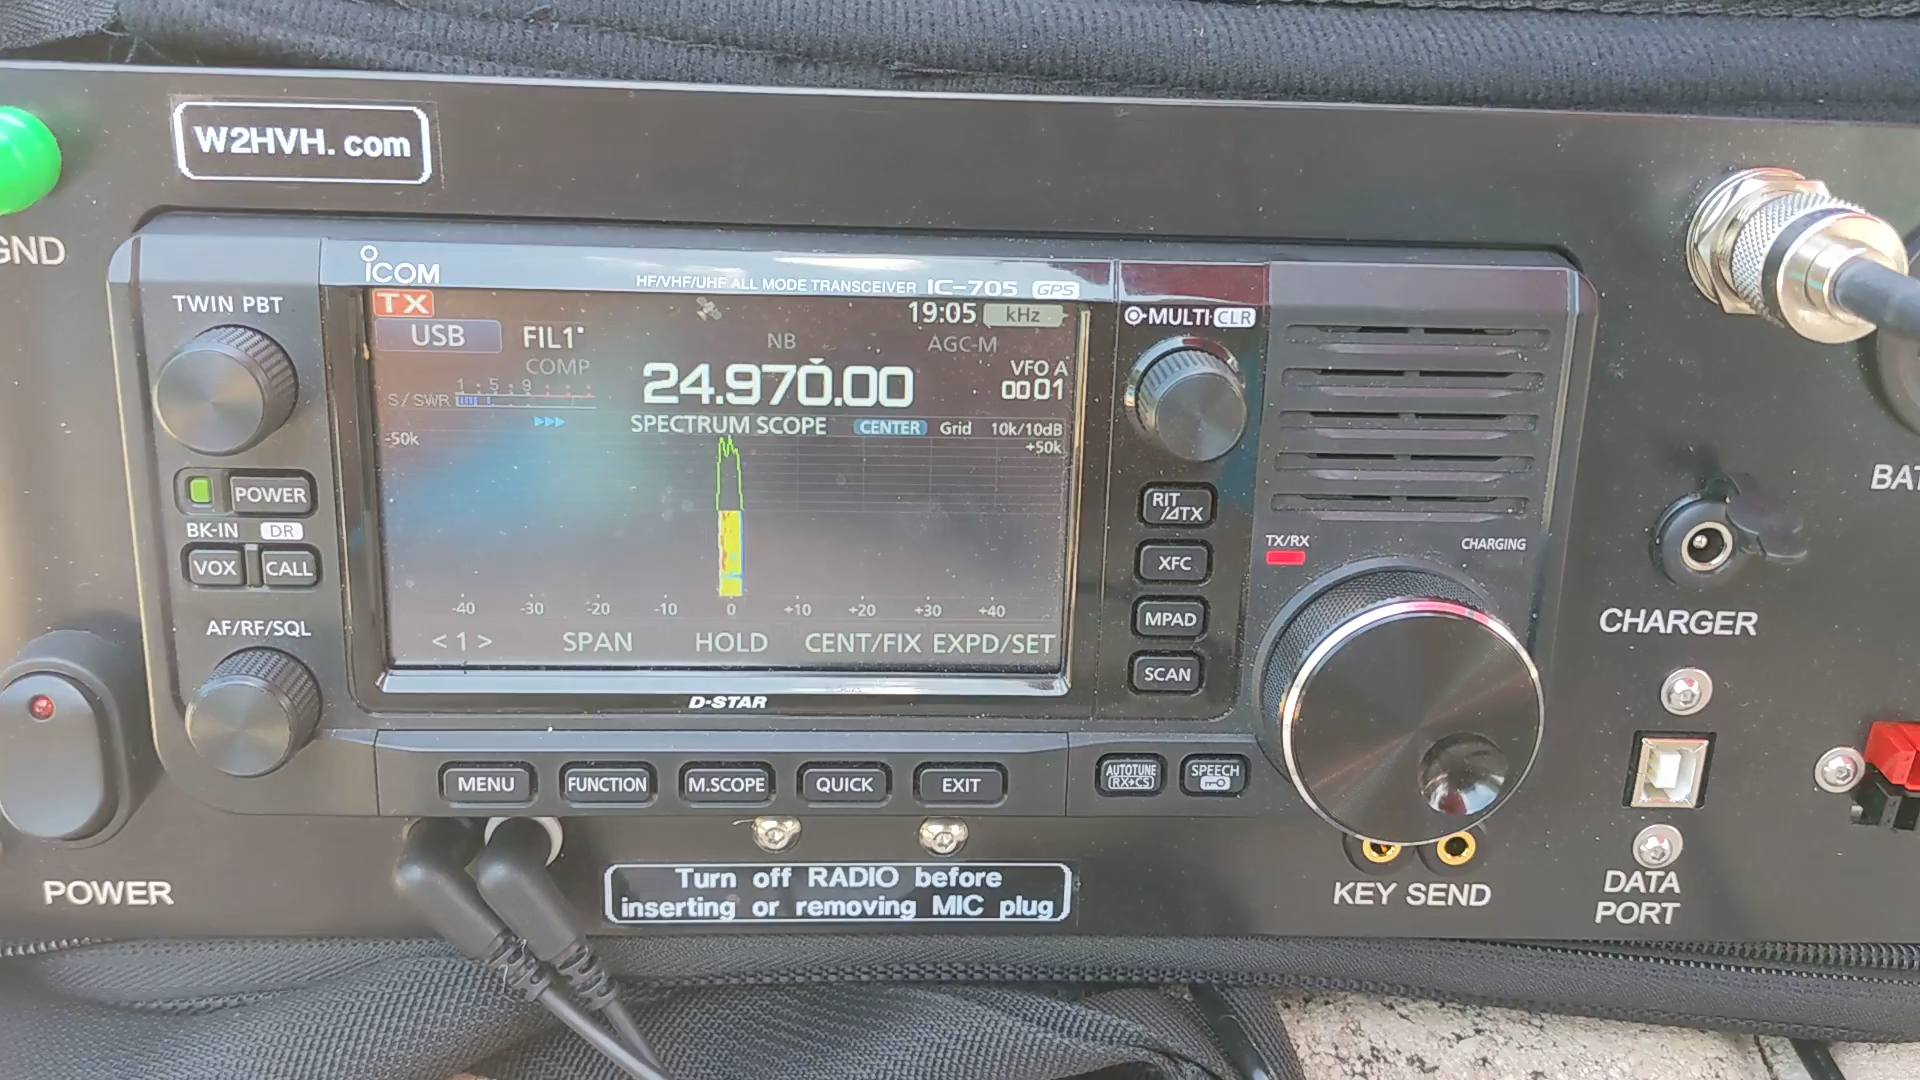 W2HVH. com
GND
ICOM
HF/VHF/UHF ALL MODE TRANSCEIVER IC-705 GPS
TWIN PBT
TX
19:05 kHz
MULTI CLR
USB
FIL1
NB
AGC-M
COMP
24.970.00
VFO A
0001
1 5 9
S/SWR
SPECTRUM SCOPE CENTER Grid 10k/10dB
-50k
+50k
POWER
BK-IN DR
VOX CALL
RIT
/⊿TX
XFC
MPAD
SCAN
TX/RX
CHARGING
BAT
CHARGER
-40 -30 -20 -10 0 +10 +20 +30 +40
< 1 > SPAN HOLD CENT/FIX EXPD/SET
AF/RF/SQL
D-STAR
MENU FUNCTION M.SCOPE QUICK EXIT
AUTOTUNE
RX→CS
SPEECH
POWER
Turn off RADIO before
inserting or removing MIC plug
KEY SEND
DATA
PORT